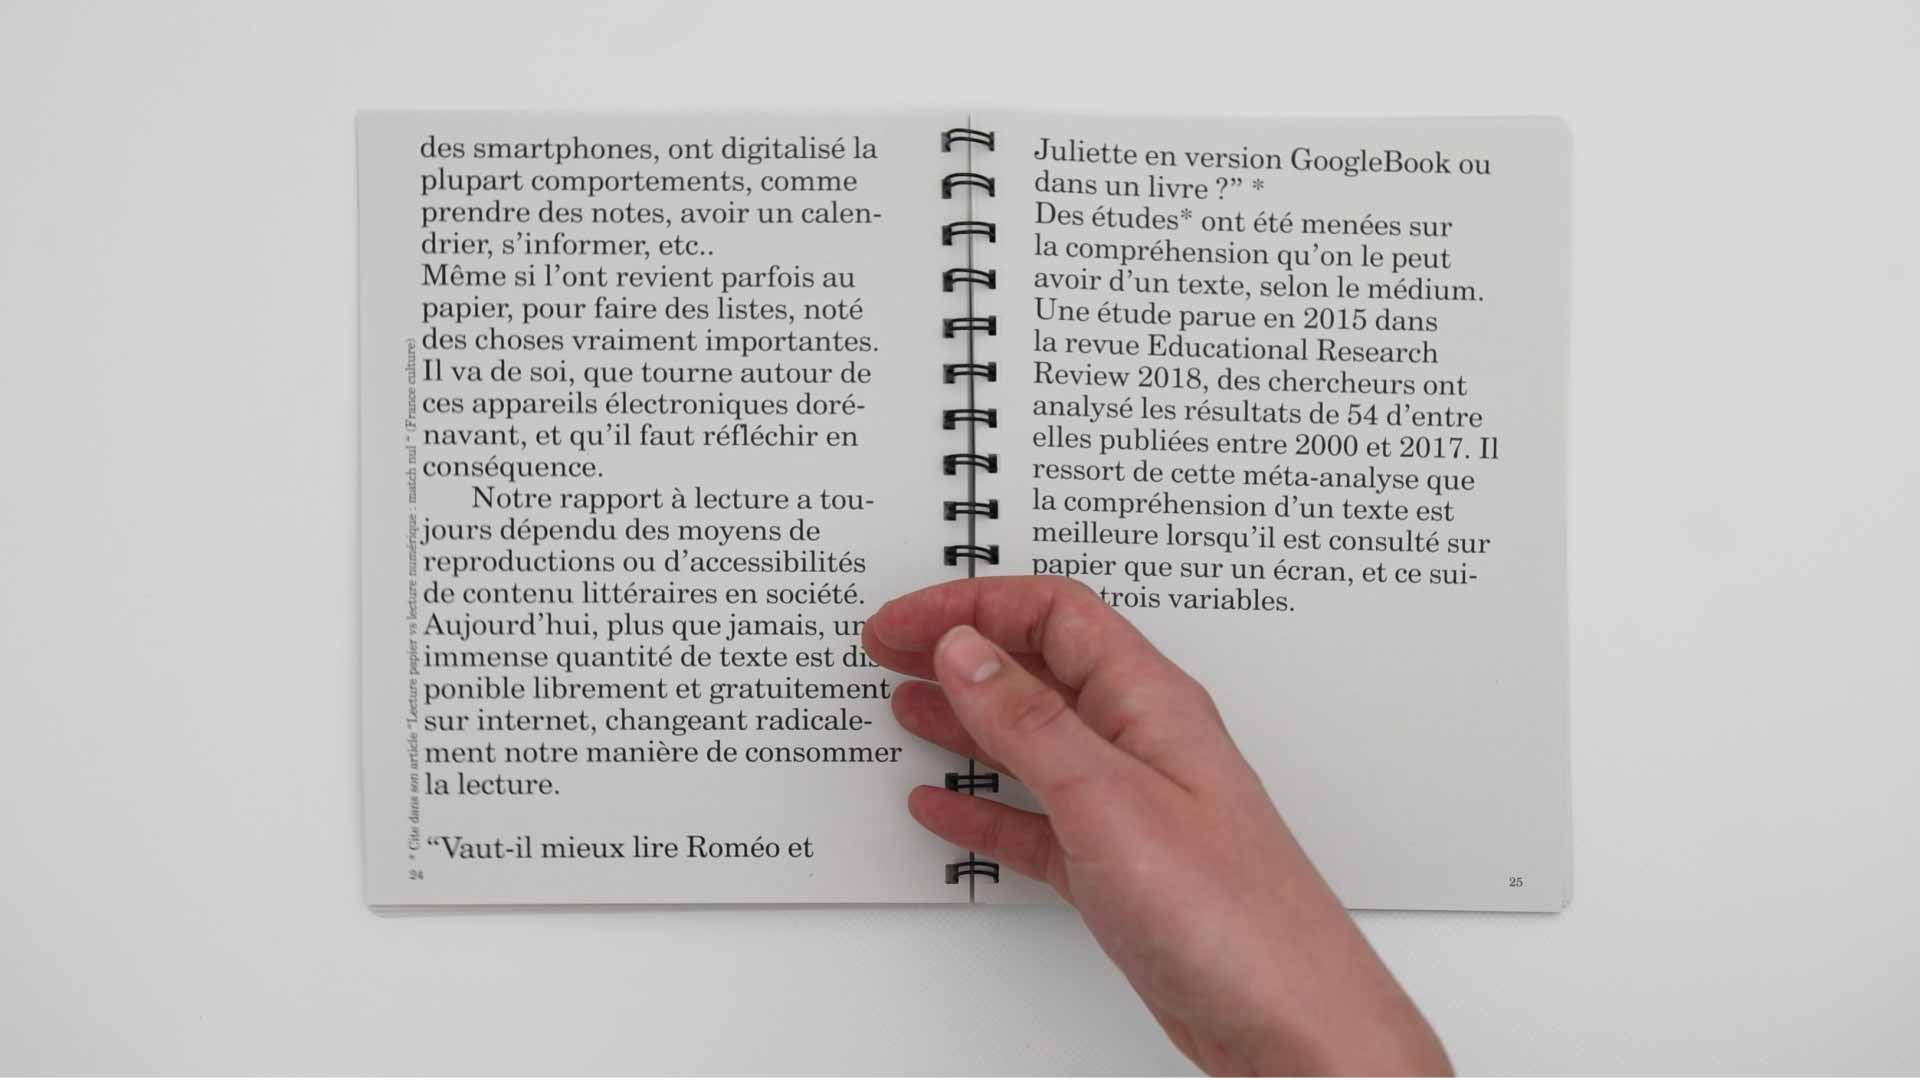 des smartphones, ont digitalisé la
plupart comportements, comme
prendre des notes, avoir un calen-
drier, s’informer, etc..
Même si l’ont revient parfois au
papier, pour faire des listes, noté
des choses vraiment importantes.
Il va de soi, que tourne autour de
ces appareils électroniques doré-
navant, et qu’il faut réfléchir en
conséquence.
Notre rapport à lecture a tou-
jours dépendu des moyens de
reproductions ou d’accessibilités
de contenu littéraires en société.
Aujourd’hui, plus que jamais,
immense quantité de texte est
ponible librement et gratuitement
sur internet, changeant radicale-
ment notre manière de consommer
la lecture.
“Vaut-il mieux lire Roméo et
* Cite dans son article “Lecture papier vs lecture numérique : match nul ” (France culture)
24
Juliette en version GoogleBook ou
dans un livre ?” *
Des études* ont été menées sur
la compréhension qu’on le peut
avoir d’un texte, selon le médium.
Une étude parue en 2015 dans
la revue Educational Research
Review 2018, des chercheurs ont
analysé les résultats de 54 d’entre
elles publiées entre 2000 et 2017. Il
ressort de cette méta-analyse que
la compréhension d’un texte est
meilleure lorsqu’il est consulté sur
papier que sur un écran, et ce sui-
trois variables.
25